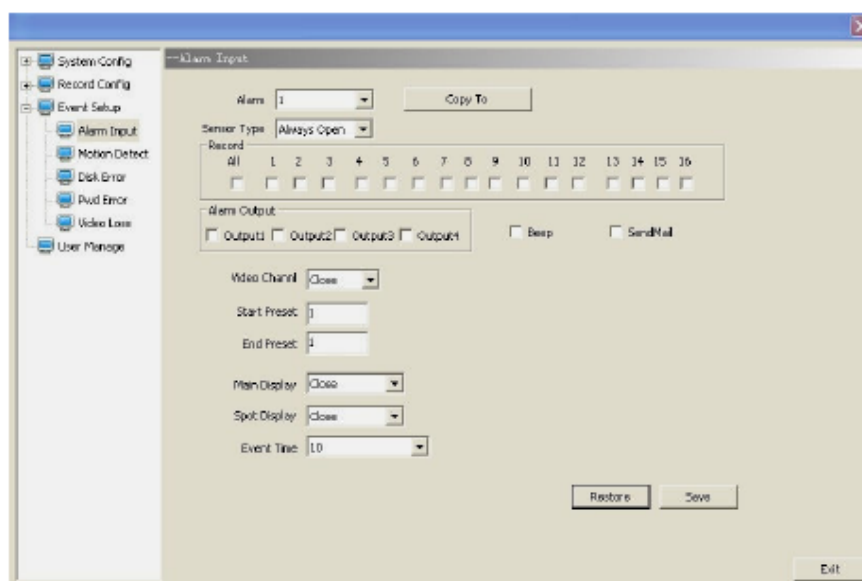 System Config
Record Config
Event Setup
Alarm Input
Motion Detect
Disk Error
Pwd Error
Video Loss
User Manage
--Alarm Input
Alarm 1 Copy To
Sensor Type Always Open
Record
All 1 2 3 4 5 6 7 8 9 10 11 12 13 14 15 16
Alarm Output
Output1 Output2 Output3 Output4 Beep SendMail
Video Channl Close
Start Preset 1
End Preset 1
Main Display Close
Spot Display Close
Event Time 10
Restore Save
Exit